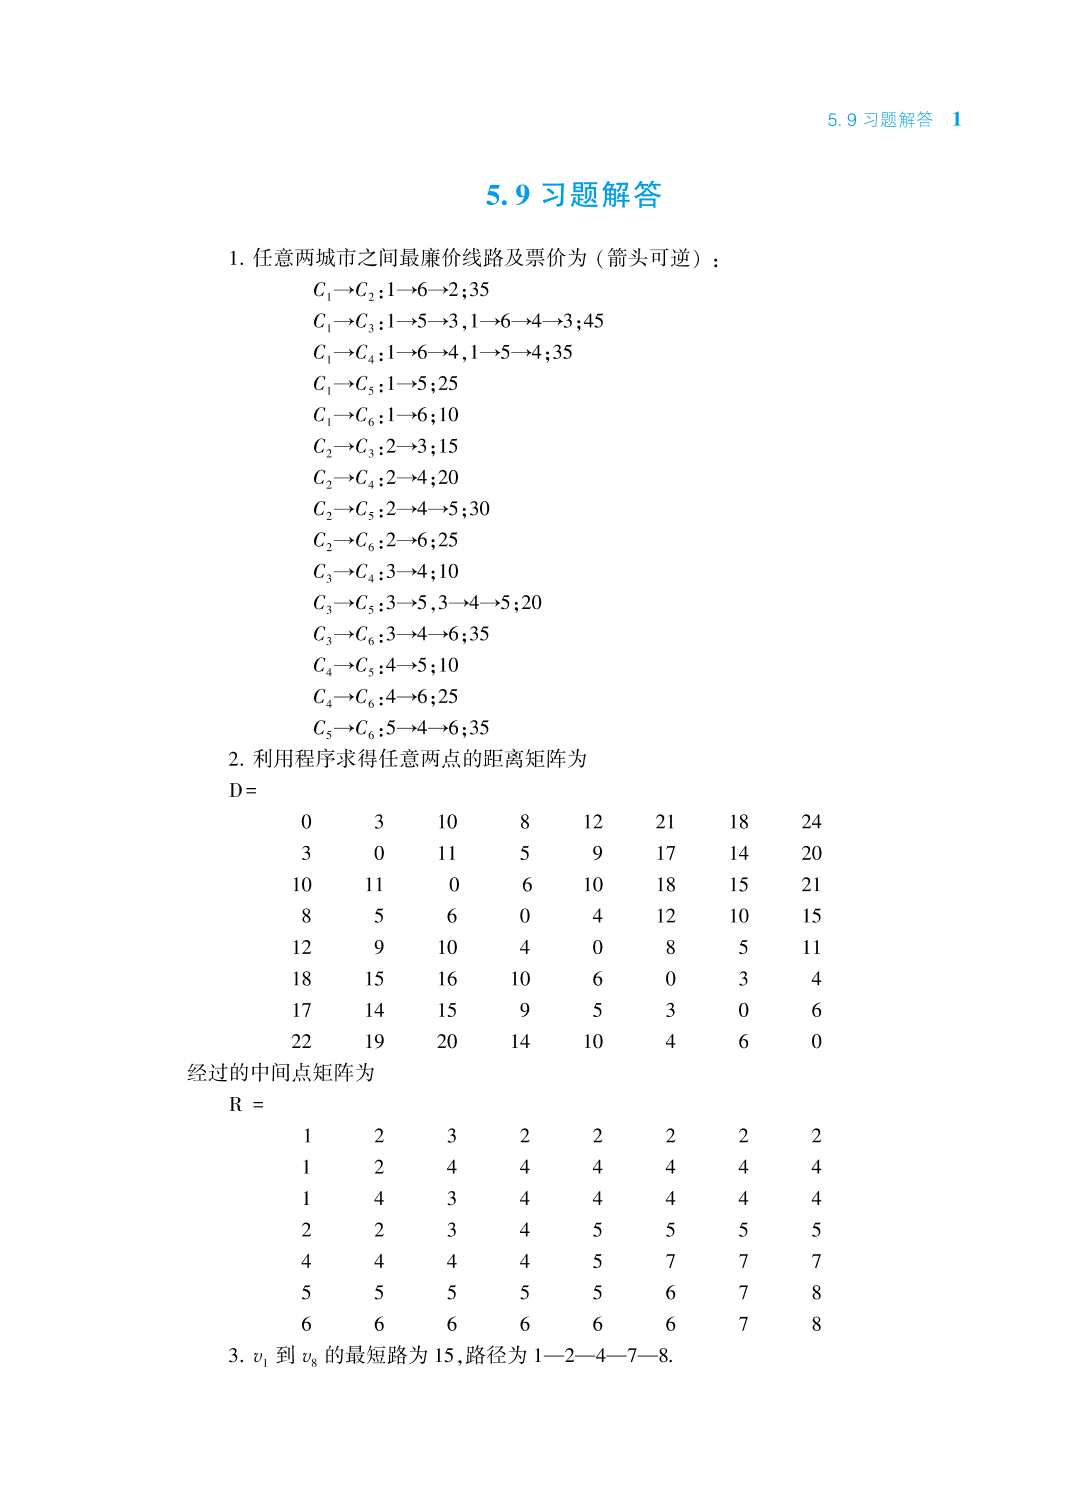 5.9 习题解答 1
5.9 习题解答
1. 任意两城市之间最廉价线路及票价为(箭头可逆):
C₁→C₂:1→6→2;35
C₁→C₃:1→5→3,1→6→4→3;45
C₁→C₄:1→6→4,1→5→4;35
C₁→C₅:1→5;25
C₁→C₆:1→6;10
C₂→C₃:2→3;15
C₂→C₄:2→4;20
C₂→C₅:2→4→5;30
C₂→C₆:2→6;25
C₃→C₄:3→4;10
C₃→C₅:3→5,3→4→5;20
C₃→C₆:3→4→6;35
C₄→C₅:4→5;10
C₄→C₆:4→6;25
C₅→C₆:5→4→6;35
2. 利用程序求得任意两点的距离矩阵为
D=
0 3 10 8 12 21 18 24
3 0 11 5 9 17 14 20
10 11 0 6 10 18 15 21
8 5 6 0 4 12 10 15
12 9 10 4 0 8 5 11
18 15 16 10 6 0 3 4
17 14 15 9 5 3 0 6
22 19 20 14 10 4 6 0
经过的中间点矩阵为
R =
1 2 3 2 2 2 2 2
1 2 4 4 4 4 4 4
1 4 3 4 4 4 4 4
2 2 3 4 5 5 5 5
4 4 4 4 5 7 7 7
5 5 5 5 5 6 7 8
6 6 6 6 6 6 7 8
3. v₁ 到 v₈ 的最短路为 15,路径为 1—2—4—7—8.